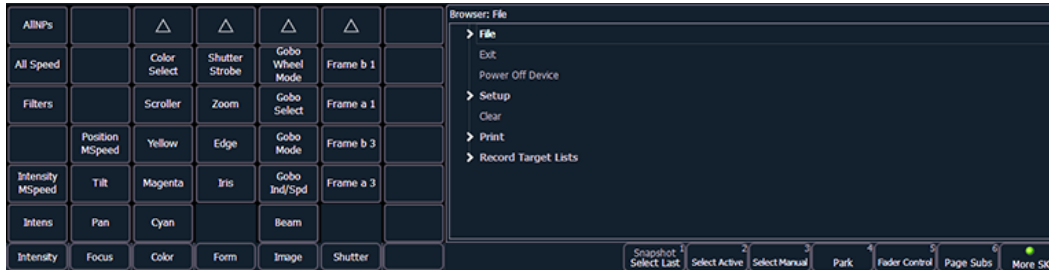 AllNPs
All Speed Color Select Shutter Strobe Gobo Wheel Mode Frame b 1
Filters Scroller Zoom Gobo Select Frame a 1
Position MSpeed Yellow Edge Gobo Mode Frame b 3
Intensity MSpeed Tilt Magenta Iris Gobo Ind/Spd Frame a 3
Intens Pan Cyan Beam
Intensity Focus Color Form Image Shutter
Browser: File
File
Exit
Power Off Device
Setup
Clear
Print
Record Target Lists
Snapshot 1 Select Last 2 Select Active 3 Select Manual 4 Park 5 Fader Control 6 Page Subs More SK